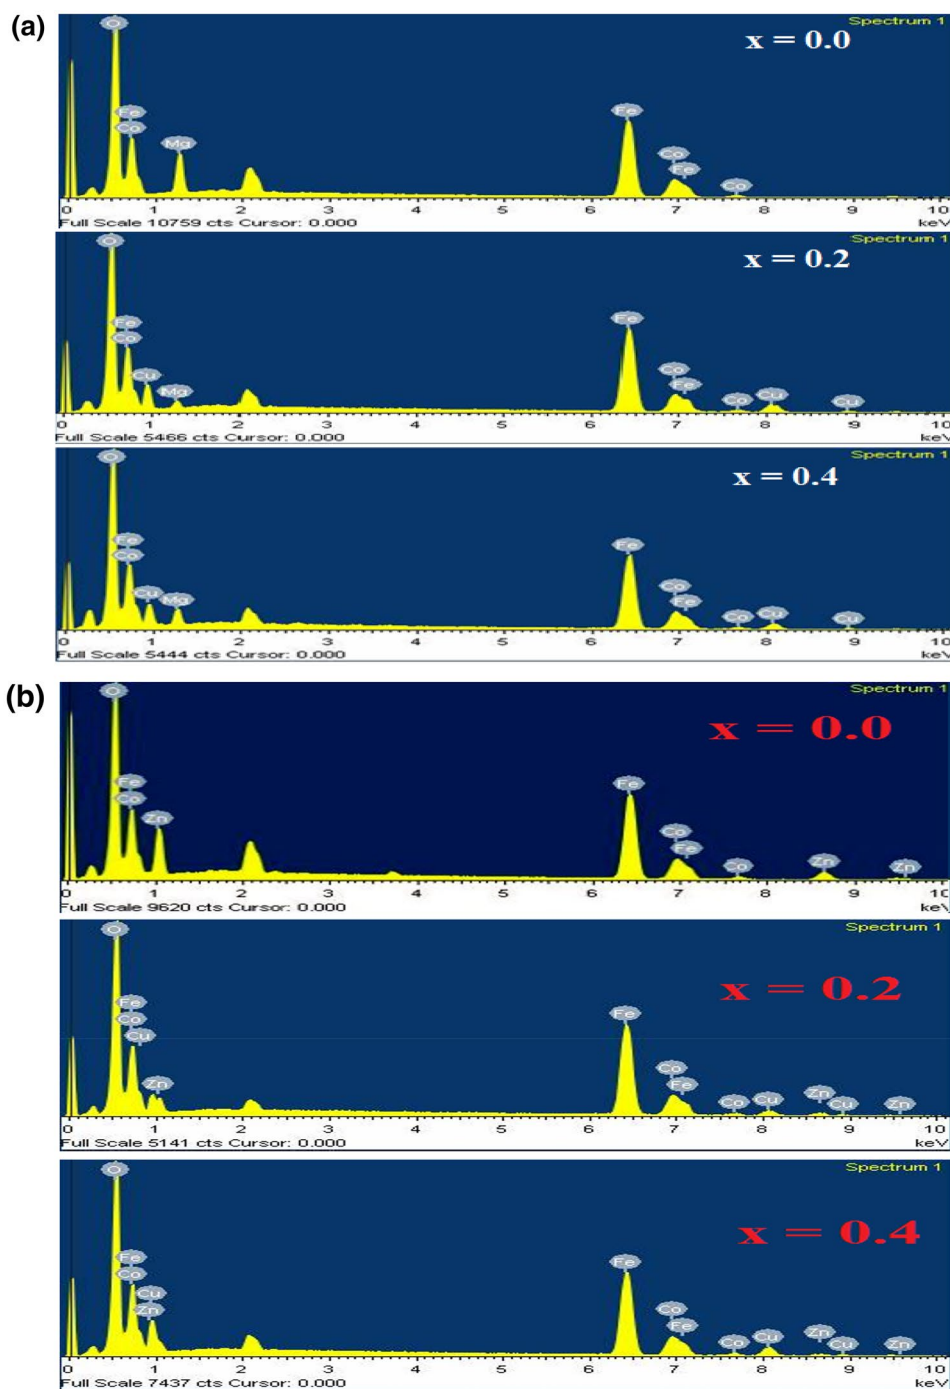 (a)
Spectrum 1
x = 0.0
O
Fe
Co
Mg
Fe
Co
Fe
Co
0 1 2 3 4 5 6 7 8 9 10
Full Scale 10759 cts Cursor: 0.000 keV
Spectrum 1
x = 0.2
O
Fe
Co
Cu
Mg
Fe
Co
Fe
Co
Cu
Cu
0 1 2 3 4 5 6 7 8 9 10
Full Scale 5466 cts Cursor: 0.000 keV
Spectrum 1
x = 0.4
O
Fe
Co
Cu
Mg
Fe
Co
Fe
Co
Cu
Cu
0 1 2 3 4 5 6 7 8 9 10
Full Scale 5444 cts Cursor: 0.000 keV
(b)
Spectrum 1
x = 0.0
O
Fe
Co
Zn
Fe
Co
Fe
Co
Zn
Zn
0 1 2 3 4 5 6 7 8 9 10
Full Scale 9620 cts Cursor: 0.000 keV
Spectrum 1
x = 0.2
O
Fe
Co
Cu
Zn
Fe
Co
Fe
Co
Cu
Zn
Cu
Zn
0 1 2 3 4 5 6 7 8 9 10
Full Scale 5141 cts Cursor: 0.000 keV
Spectrum 1
x = 0.4
O
Fe
Co
Cu
Zn
Fe
Co
Fe
Co
Cu
Zn
Cu
Zn
0 1 2 3 4 5 6 7 8 9 10
Full Scale 7437 cts Cursor: 0.000 keV